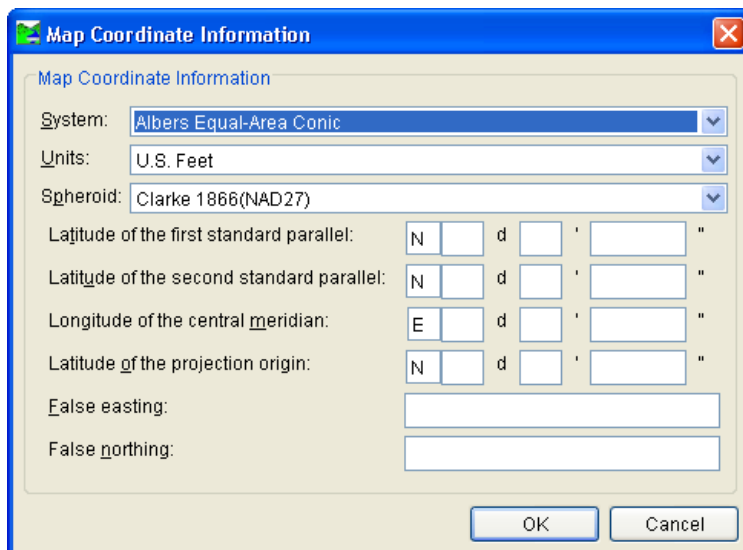 Map Coordinate Information
Map Coordinate Information
System: Albers Equal-Area Conic
Units: U.S. Feet
Spheroid: Clarke 1866(NAD27)
Latitude of the first standard parallel: N d ' "
Latitude of the second standard parallel: N d ' "
Longitude of the central meridian: E d ' "
Latitude of the projection origin: N d ' "
False easting:
False northing:
OK Cancel